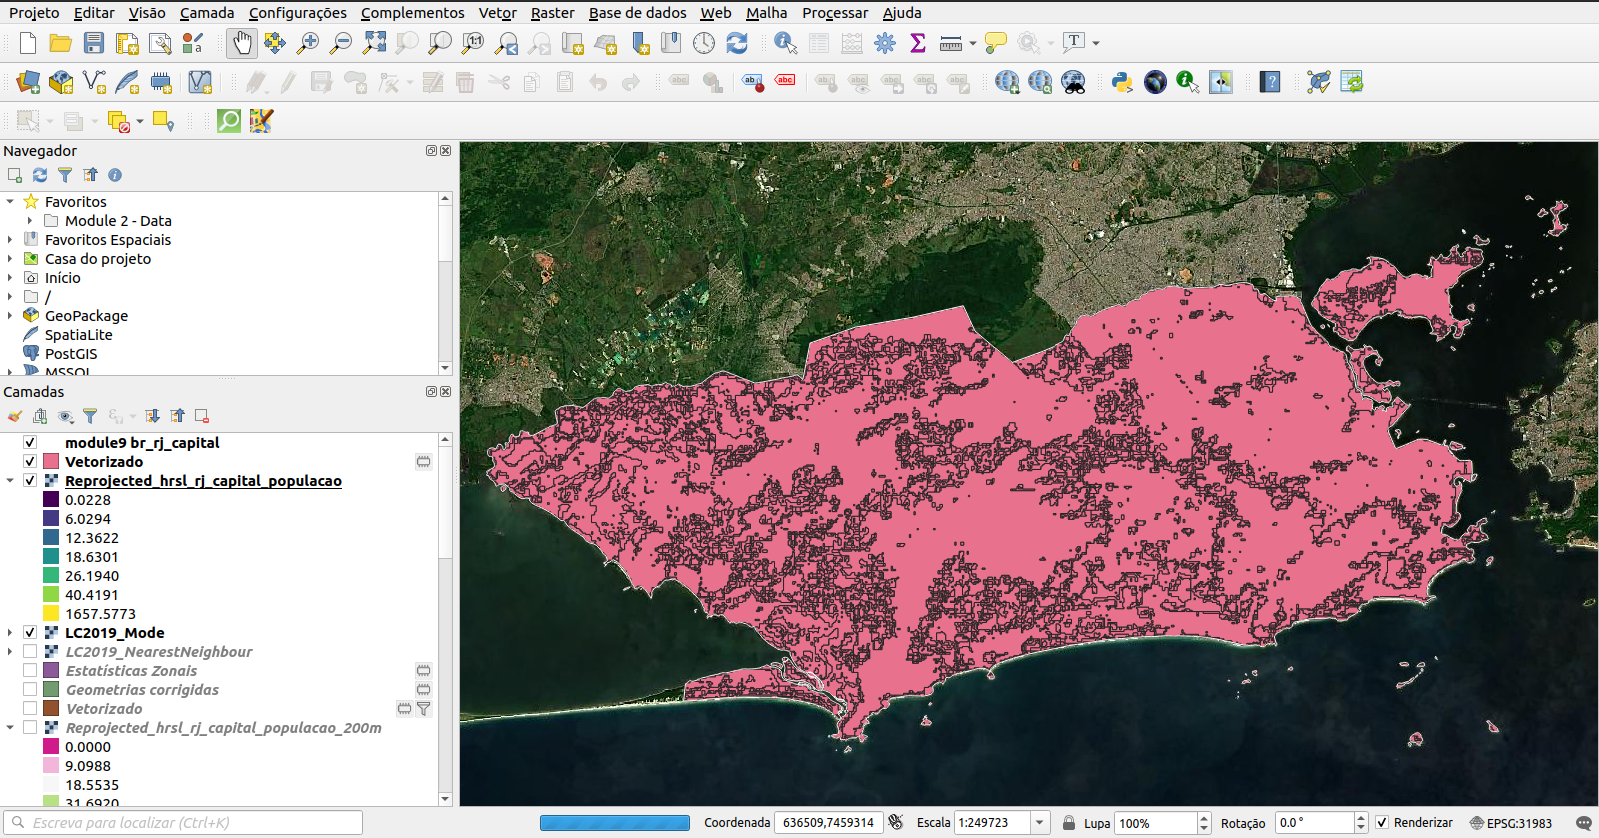 Projeto Editar Visão Camada Configurações Complementos Vetor Raster Base de dados Web Malha Processar Ajuda
Navegador
Favoritos
Module 2 - Data
Favoritos Espaciais
Casa do projeto
Início
/
GeoPackage
SpatiaLite
PostGIS
MSSQL
Camadas
module9 br_rj_capital
Vetorizado
Reprojected_hrsl_rj_capital_populacao
0.0228
6.0294
12.3622
18.6301
26.1940
40.4191
1657.5773
LC2019_Mode
LC2019_NearestNeighbour
Estatísticas Zonais
Geometrias corrigidas
Vetorizado
Reprojected_hrsl_rj_capital_populacao_200m
0.0000
9.0988
18.5535
31.6920
Escreva para localizar (Ctrl+K)
Coordenada 636509,7459314 Escala 1:249723 Lupa 100% Rotação 0.0 ° Renderizar EPSG:31983